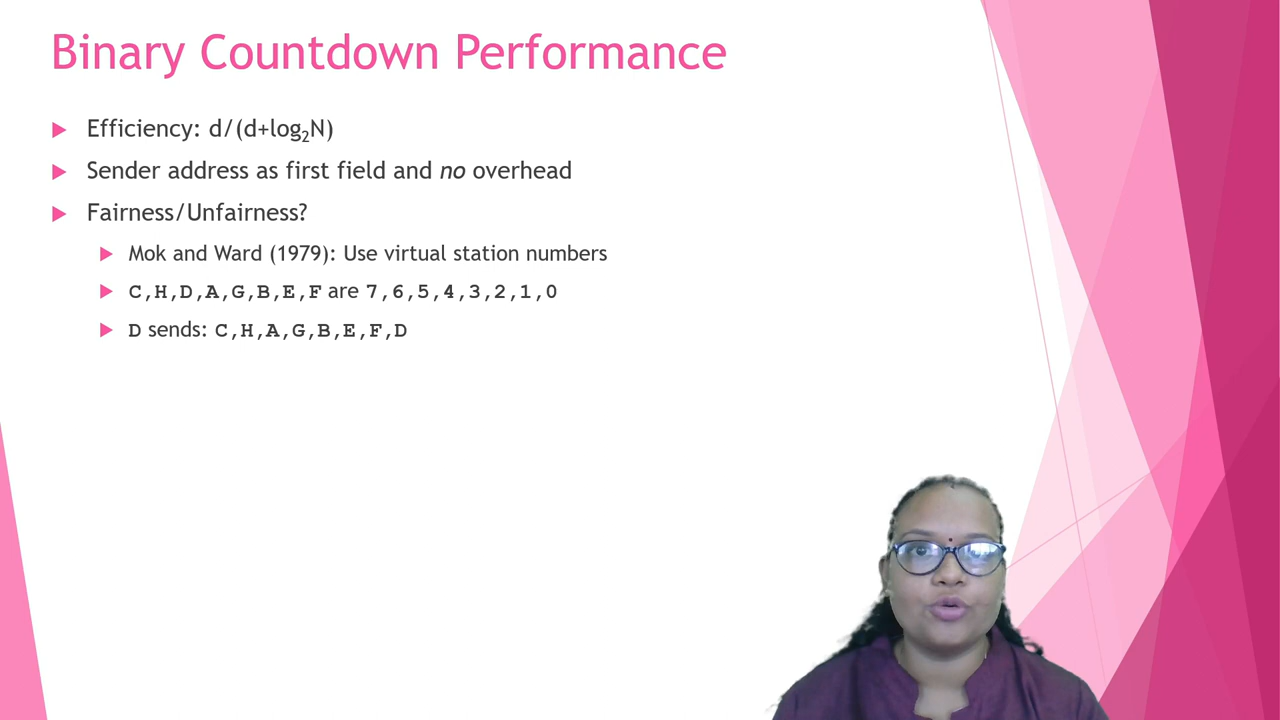 Binary Countdown Performance
Efficiency: d/(d+log₂N)
Sender address as first field and no overhead
Fairness/Unfairness?
Mok and Ward (1979): Use virtual station numbers
C,H,D,A,G,B,E,F are 7,6,5,4,3,2,1,0
D sends: C,H,A,G,B,E,F,D